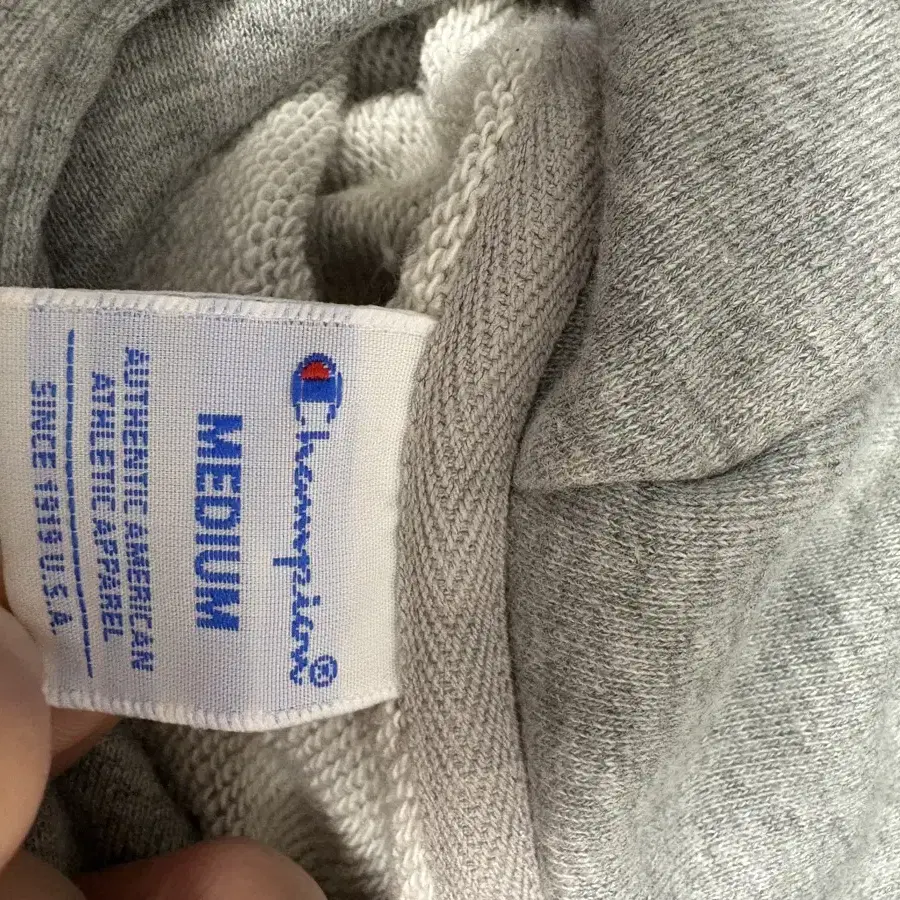 Champion®
MEDIUM
AUTHENTIC AMERICAN
ATHLETIC APPAREL
SINCE 1919 U.S.A.